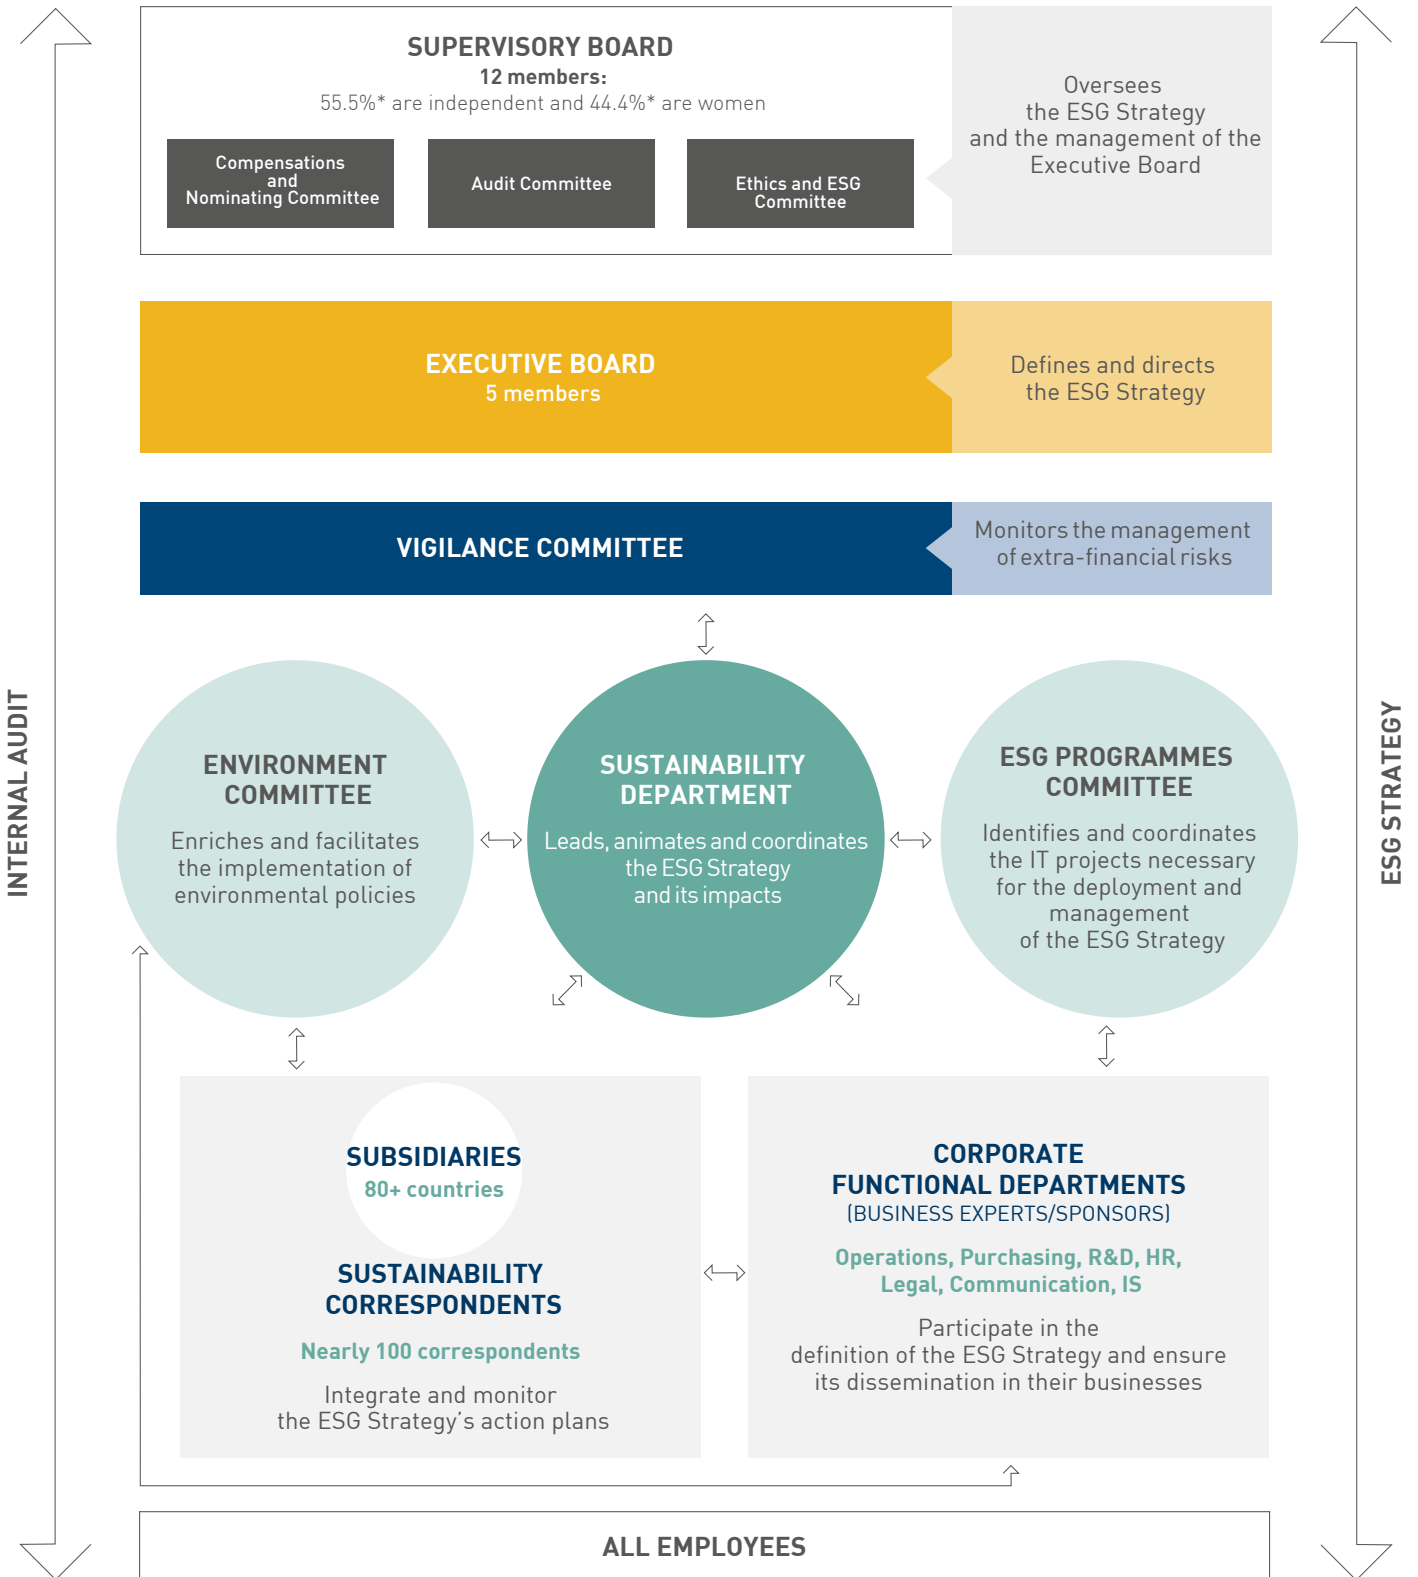 SUPERVISORY BOARD
12 members:
55.5%* are independent and 44.4%* are women
Compensations
and
Nominating Committee
Audit Committee
Ethics and ESG
Committee
Oversees
the ESG Strategy
and the management of the
Executive Board
EXECUTIVE BOARD
5 members
Defines and directs
the ESG Strategy
VIGILANCE COMMITTEE
Monitors the management
of extra-financial risks
INTERNAL AUDIT
ENVIRONMENT
COMMITTEE
Enriches and facilitates
the implementation of
environmental policies
SUSTAINABILITY
DEPARTMENT
Leads, animates and coordinates
the ESG Strategy
and its impacts
ESG PROGRAMMES
COMMITTEE
Identifies and coordinates
the IT projects necessary
for the deployment and
management
of the ESG Strategy
ESG STRATEGY
SUBSIDIARIES
80+ countries
SUSTAINABILITY
CORRESPONDENTS
Nearly 100 correspondents
Integrate and monitor
the ESG Strategy’s action plans
CORPORATE
FUNCTIONAL DEPARTMENTS
(BUSINESS EXPERTS/SPONSORS)
Operations, Purchasing, R&D, HR,
Legal, Communication, IS
Participate in the
definition of the ESG Strategy and ensure
its dissemination in their businesses
ALL EMPLOYEES